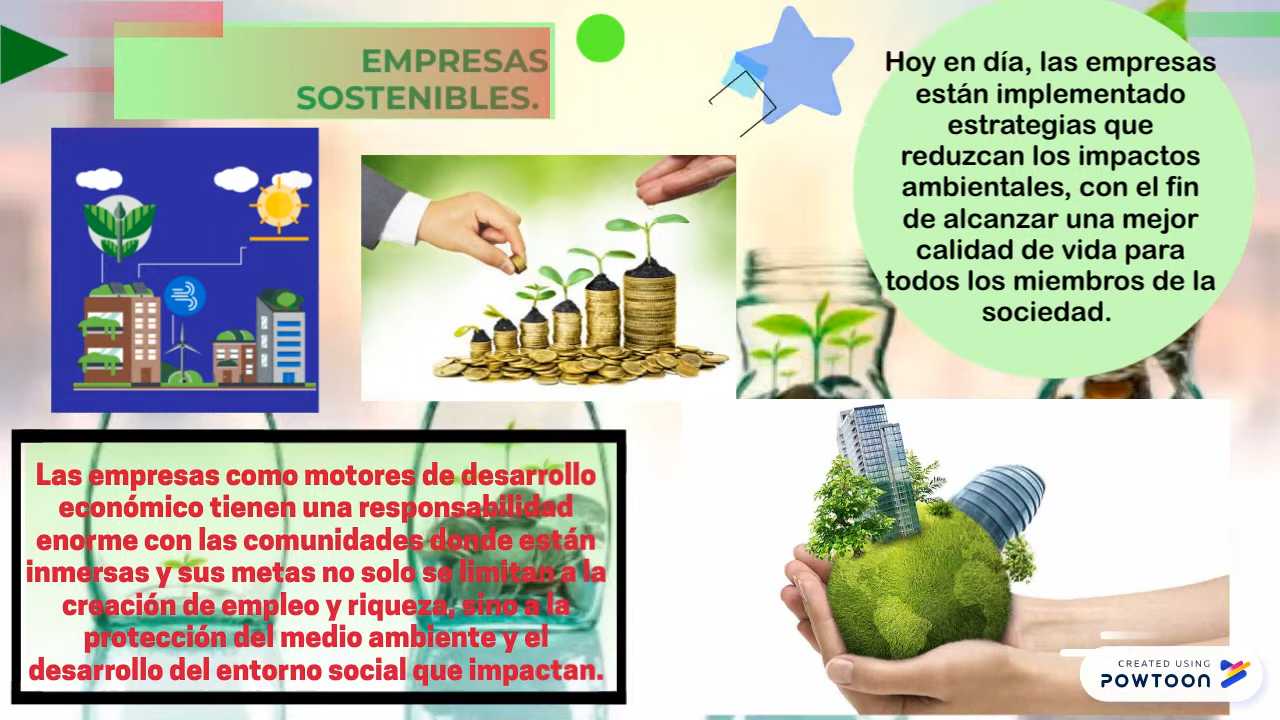 EMPRESAS
SOSTENIBLES.
Hoy en día, las empresas
están implementado
estrategias que
reduzcan los impactos
ambientales, con el fin
de alcanzar una mejor
calidad de vida para
todos los miembros de la
sociedad.
Las empresas como motores de desarrollo
económico tienen una responsabilidad
enorme con las comunidades donde están
inmersas y sus metas no solo se limitan a la
creación de empleo y riqueza, sino a la
protección del medio ambiente y el
desarrollo del entorno social que impactan.
CREATED USING
POWTOON